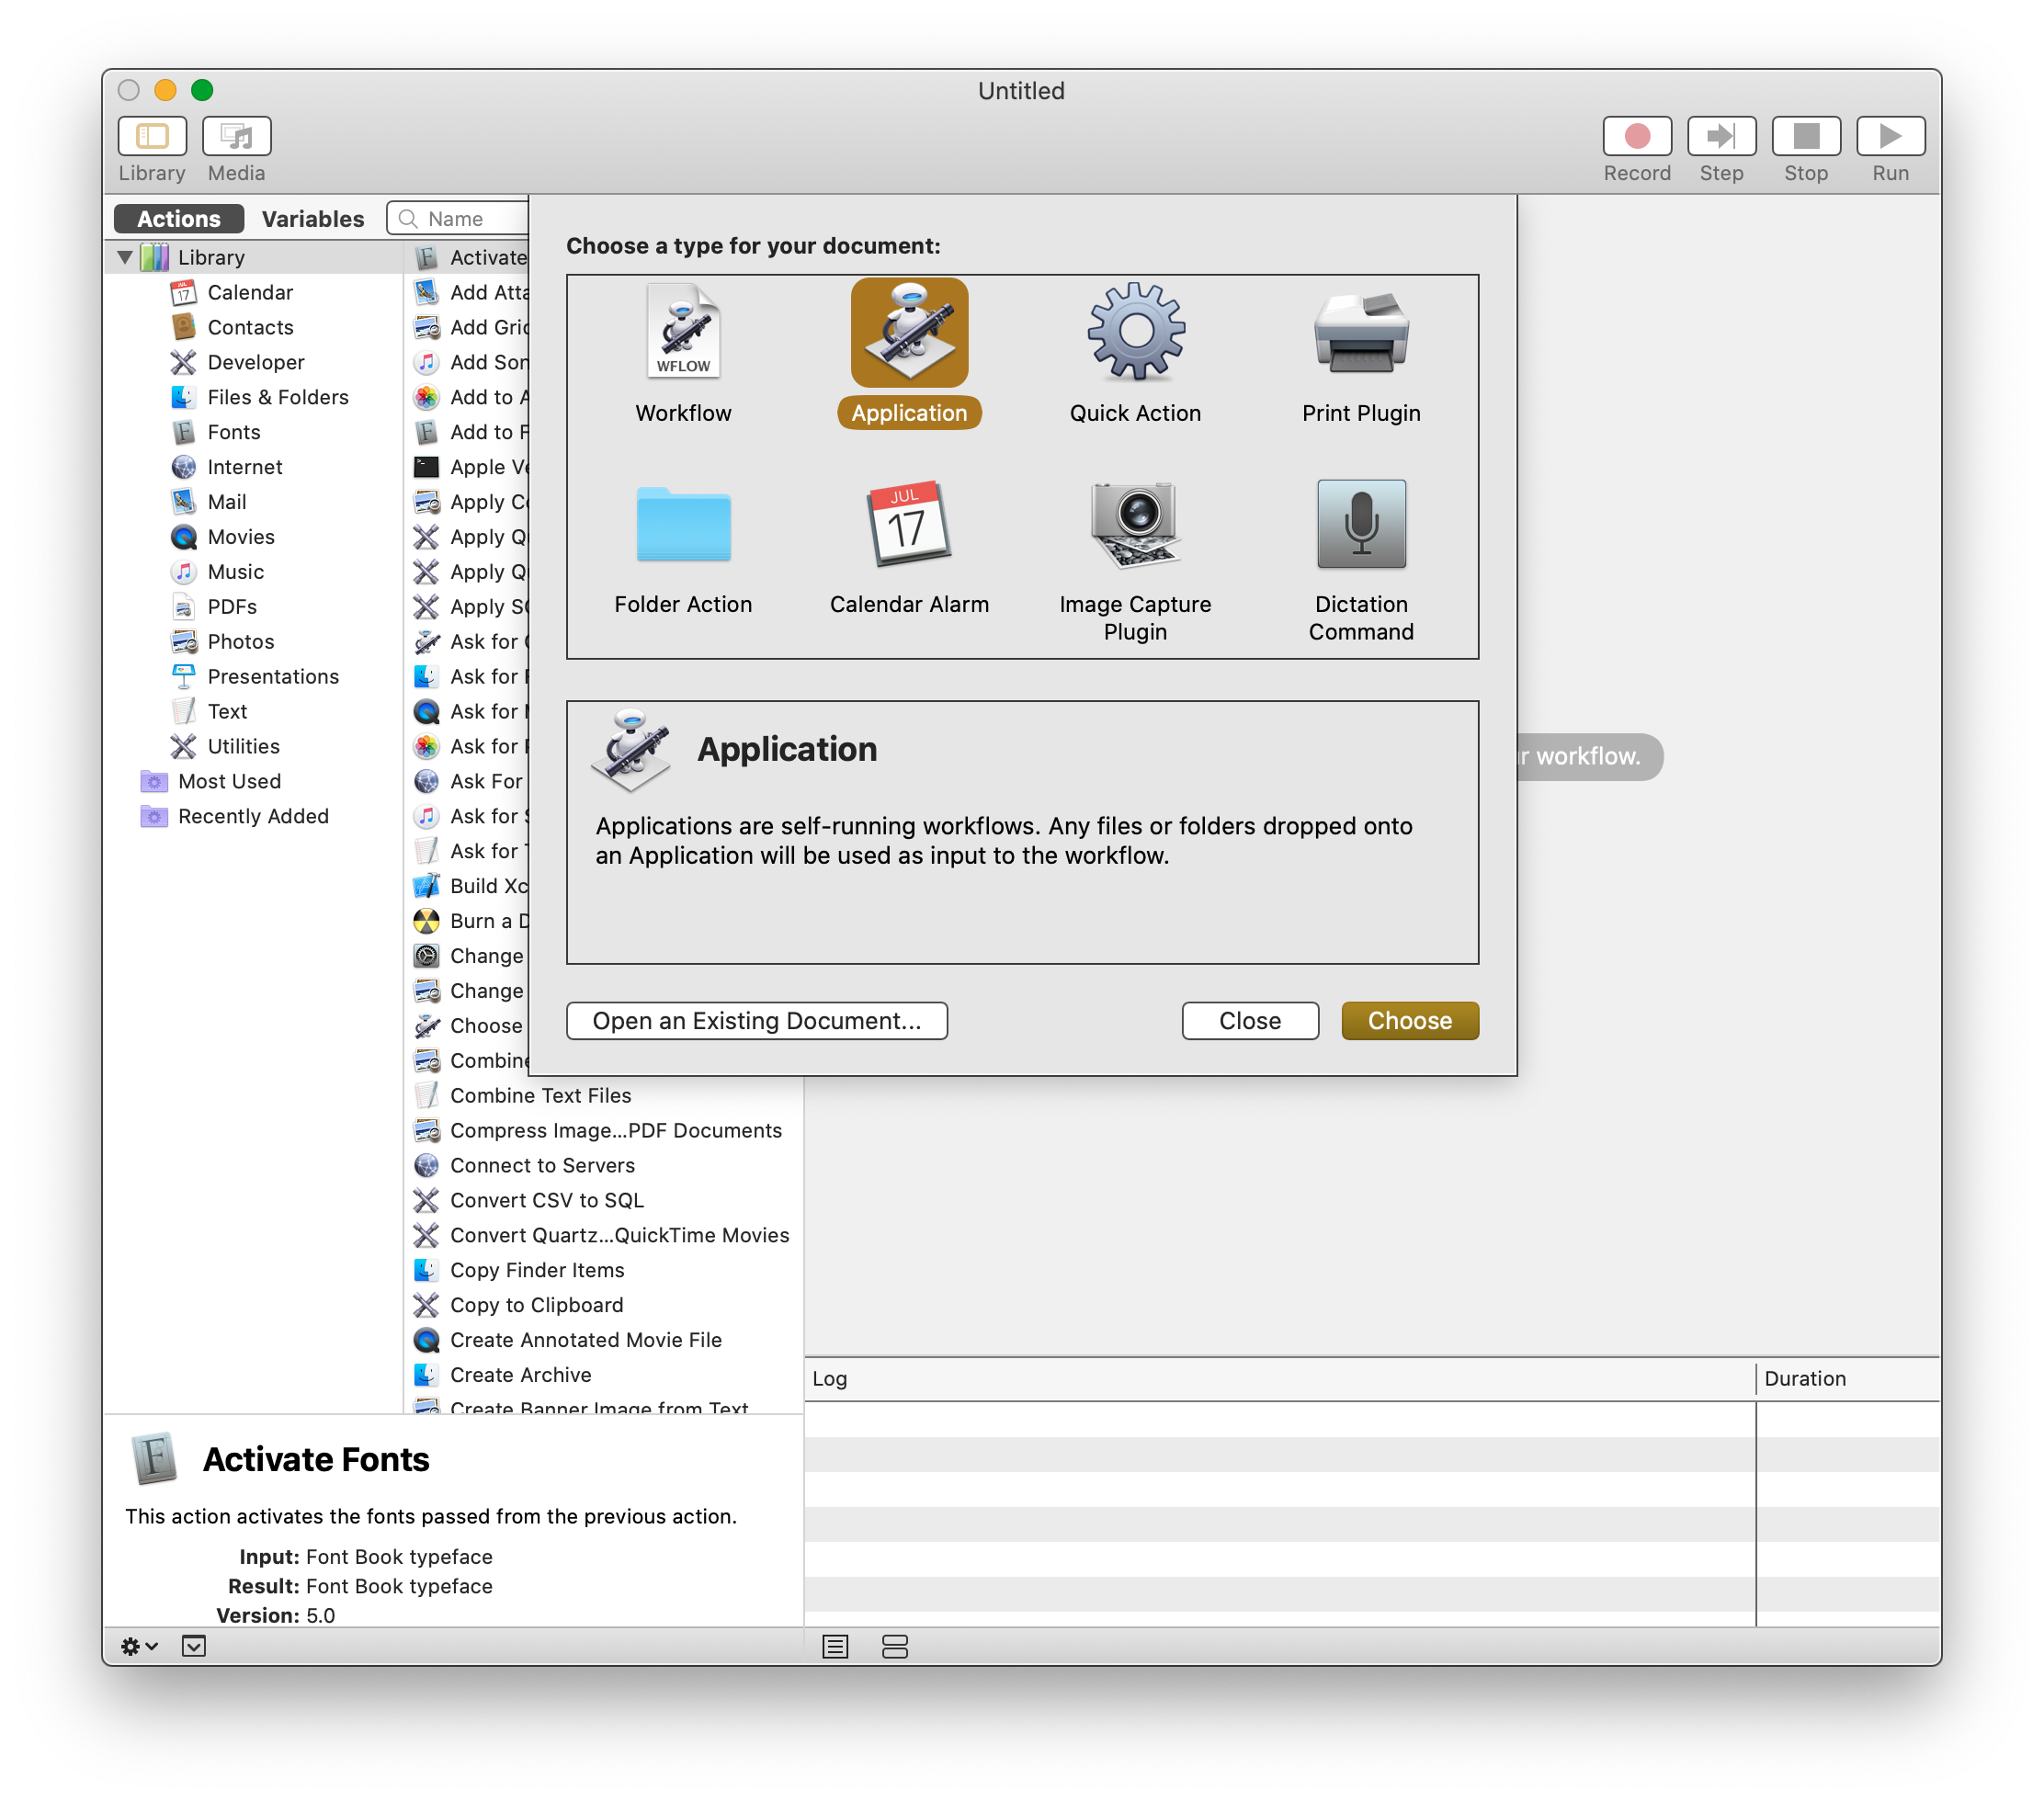 Untitled
Library
Media
Record
Step
Stop
Run
Actions
Variables
Name
Library
Calendar
Contacts
Developer
Files & Folders
Fonts
Internet
Mail
Movies
Music
PDFs
Photos
Presentations
Text
Utilities
Most Used
Recently Added
Activate
Add Atta
Add Gric
Add Son
Add to A
Add to F
Apple Ve
Apply Co
Apply Q
Apply Q
Apply SQ
Ask for
Ask for
Ask for
Ask for
Ask For
Ask for
Ask for
Build Xc
Burn a D
Change
Change
Choose
Combine
Combine Text Files
Compress Image...PDF Documents
Connect to Servers
Convert CSV to SQL
Convert Quartz...QuickTime Movies
Copy Finder Items
Copy to Clipboard
Create Annotated Movie File
Create Archive
Create Banner Image from Text
Choose a type for your document:
WFLOW
Workflow
Application
Quick Action
Print Plugin
Folder Action
JUL
17
Calendar Alarm
Image Capture
Plugin
Dictation
Command
Application
Applications are self-running workflows. Any files or folders dropped onto
an Application will be used as input to the workflow.
Open an Existing Document...
Close
Choose
r workflow.
Log
Duration
Activate Fonts
This action activates the fonts passed from the previous action.
Input: Font Book typeface
Result: Font Book typeface
Version: 5.0